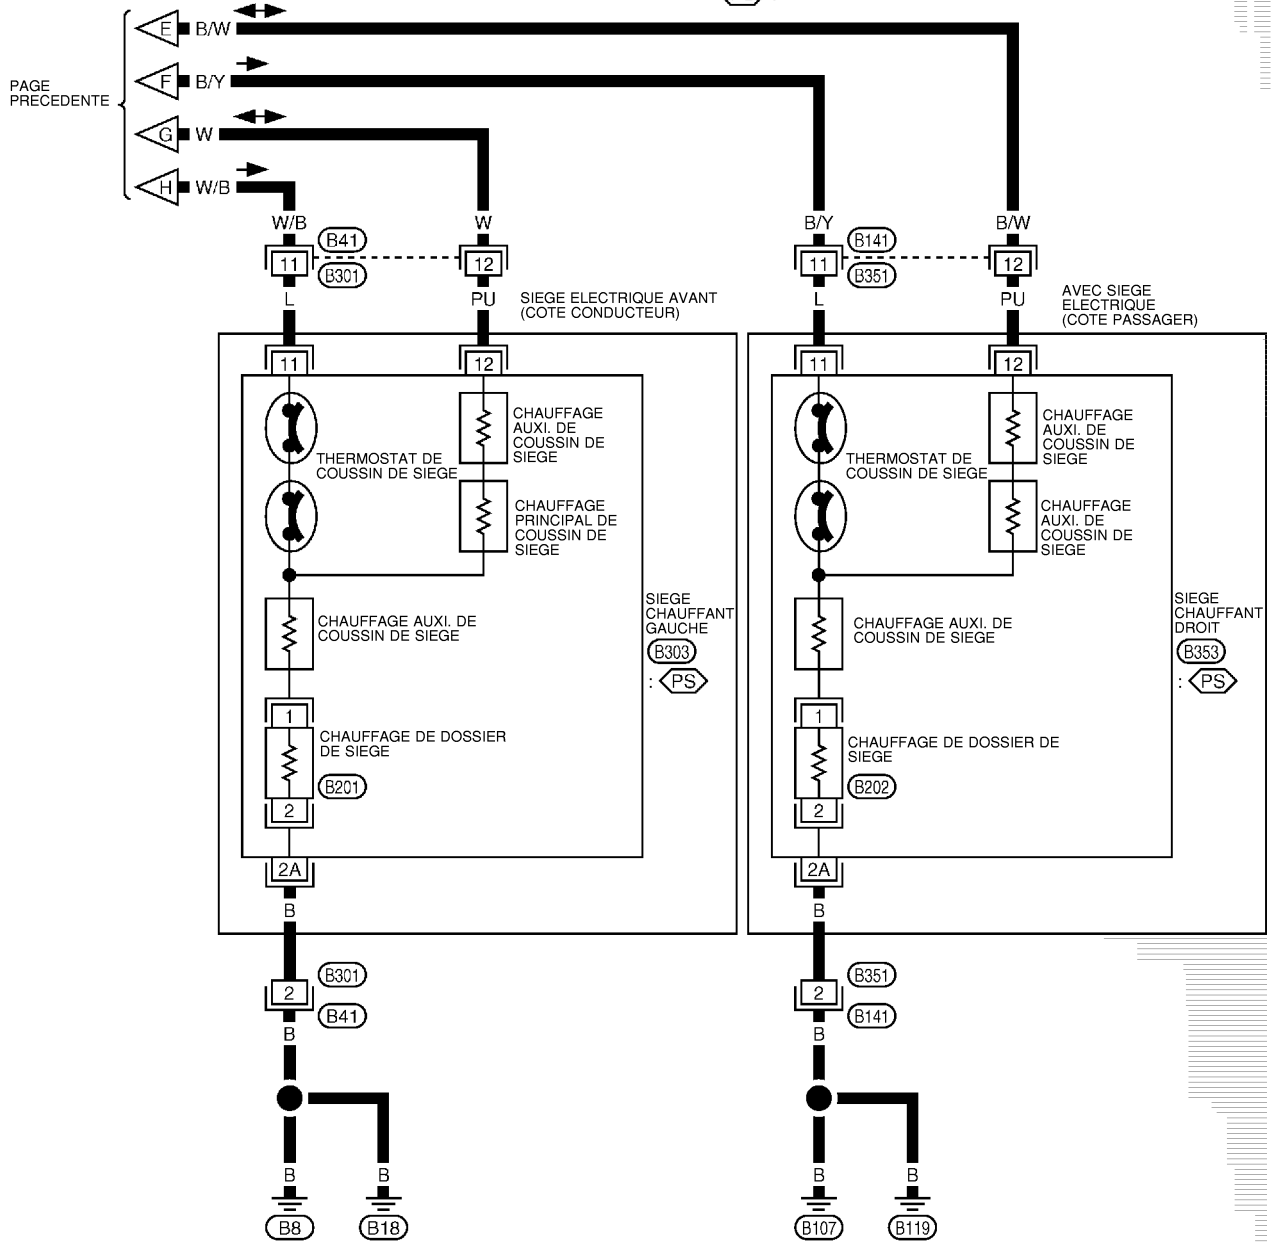 E B/W
F B/Y
PAGE
PRECEDENTE
G W
H W/B
W/B W B/Y B/W
B41 B141
11 12 11 12
B301 B351
L PU L PU
SIEGE ELECTRIQUE AVANT
(COTE CONDUCTEUR)
AVEC SIEGE
ELECTRIQUE
(COTE PASSAGER)
11 12 11 12
CHAUFFAGE
AUXI. DE
COUSSIN DE
SIEGE
CHAUFFAGE
AUXI. DE
COUSSIN DE
SIEGE
THERMOSTAT DE
COUSSIN DE SIEGE
THERMOSTAT DE
COUSSIN DE SIEGE
CHAUFFAGE
PRINCIPAL DE
COUSSIN DE
SIEGE
CHAUFFAGE
AUXI. DE
COUSSIN DE
SIEGE
CHAUFFAGE AUXI. DE
COUSSIN DE SIEGE
SIEGE
CHAUFFANT
GAUCHE
B303
: PS
CHAUFFAGE AUXI. DE
COUSSIN DE SIEGE
SIEGE
CHAUFFANT
DROIT
B353
: PS
1 1
CHAUFFAGE DE DOSSIER
DE SIEGE
B201
CHAUFFAGE DE DOSSIER DE
SIEGE
B202
2 2
2A 2A
B B
B301 B351
2 2
B41 B141
B B
B B B B
B8 B18 B107 B119